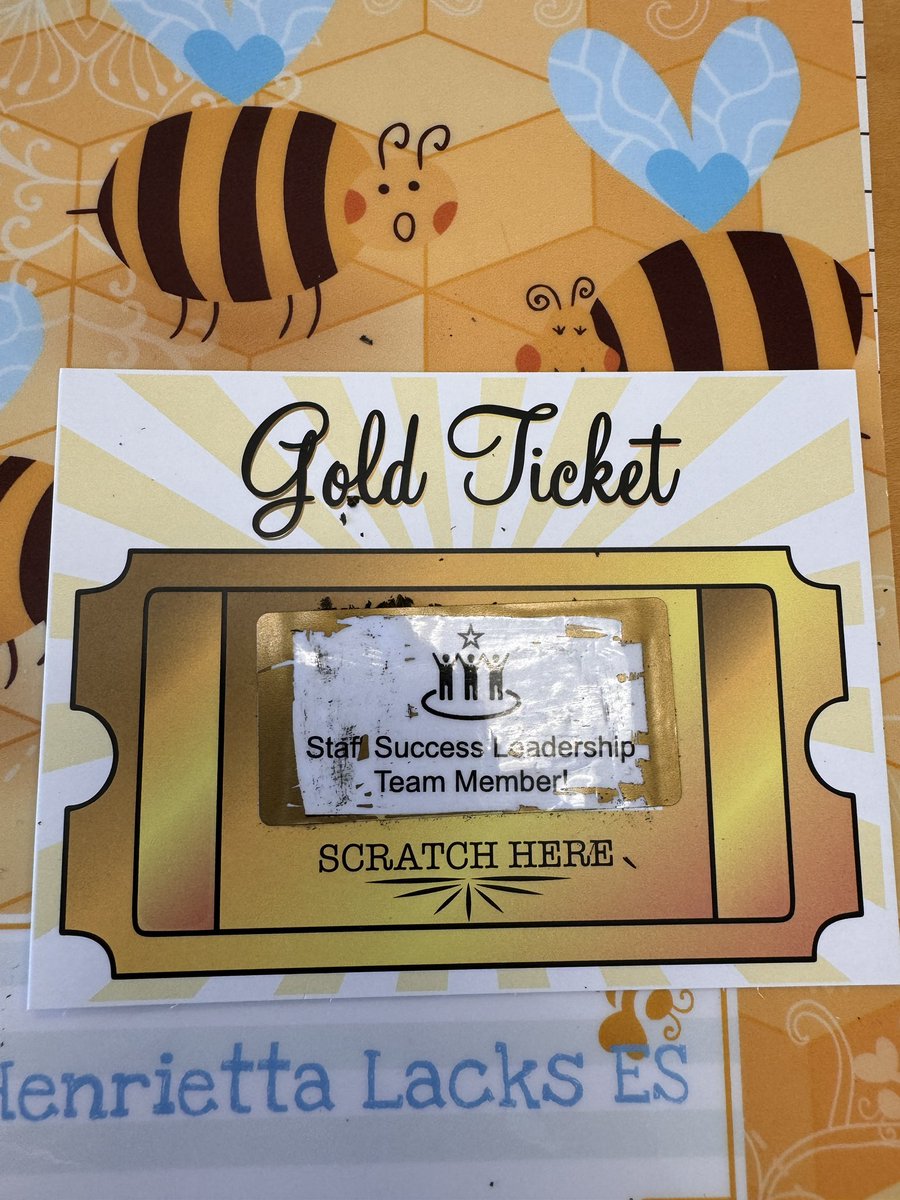 Gold Ticket
Staff Success Leadership
Team Member!
SCRATCH HERE
Henrietta Lacks ES